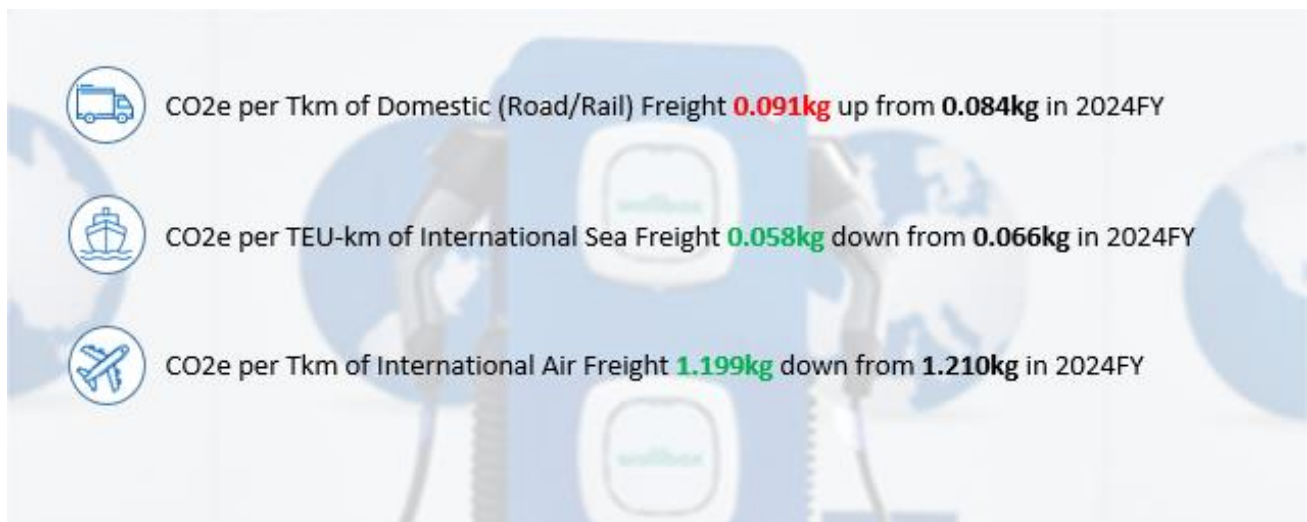 CO2e per Tkm of Domestic (Road/Rail) Freight 0.091kg up from 0.084kg in 2024FY
CO2e per TEU-km of International Sea Freight 0.058kg down from 0.066kg in 2024FY
CO2e per Tkm of International Air Freight 1.199kg down from 1.210kg in 2024FY